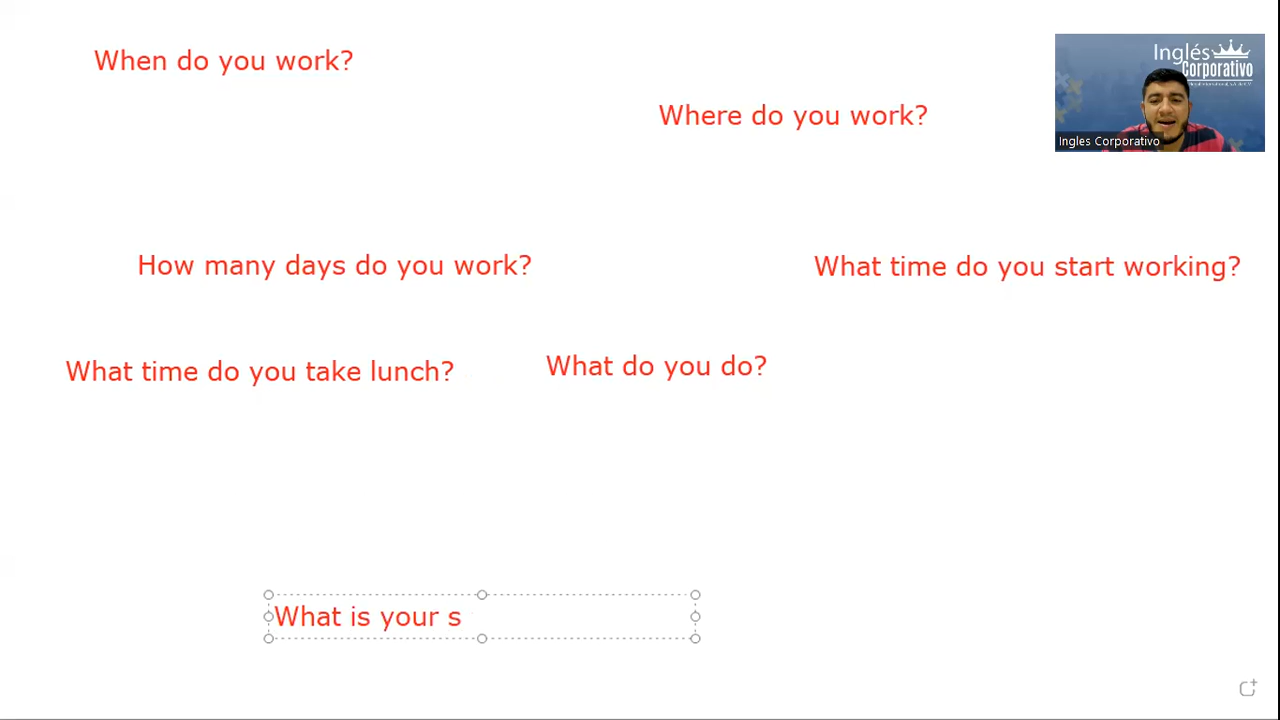 When do you work?
Where do you work?
Inglés
Corporativo
Ingles Corporativo
How many days do you work?
What time do you start working?
What time do you take lunch?
What do you do?
What is your s